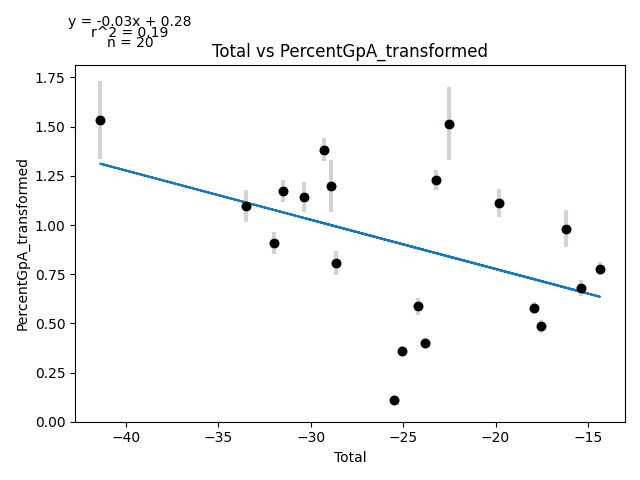 y = -0.03x + 0.28
r^2 = 0.19
n = 20
Total vs PercentGpA_transformed
1.75
1.50
1.25
1.00
0.75
0.50
0.25
0.00
PercentGpA_transformed
−40
−35
−30
−25
−20
−15
Total